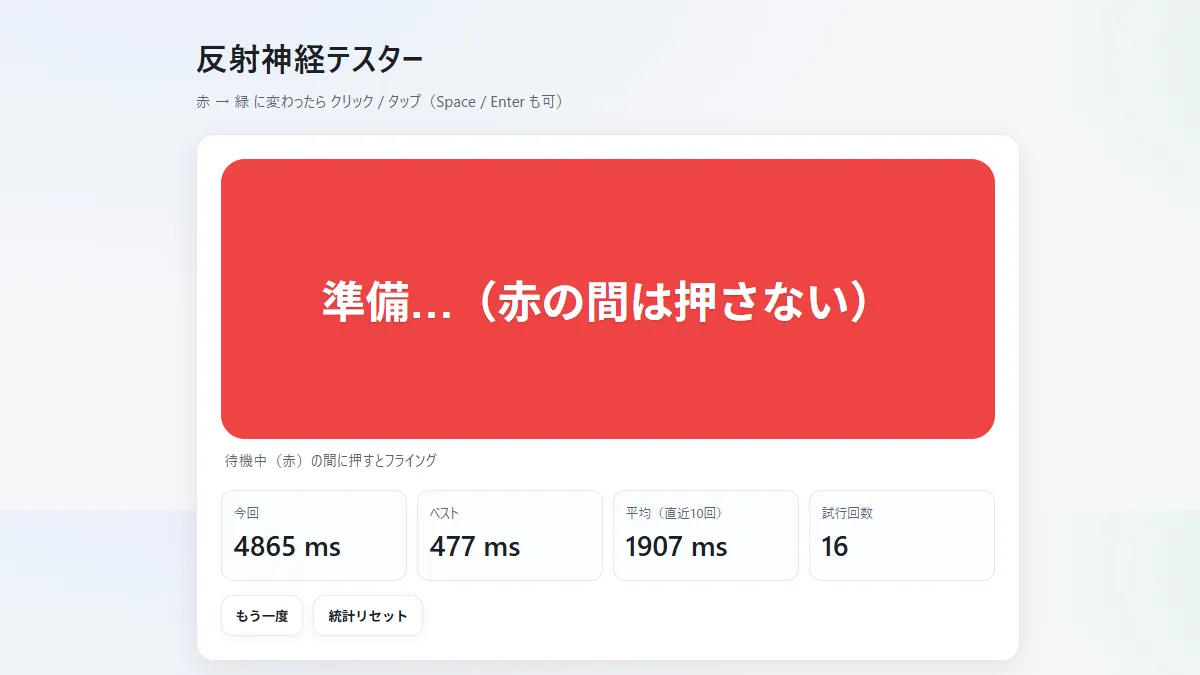 反射神経テスター
赤 → 緑 に変わったら クリック / タップ（Space / Enter も可）
準備…（赤の間は押さない）
待機中（赤）の間に押すとフライング
今回
4865 ms
ベスト
477 ms
平均（直近10回）
1907 ms
試行回数
16
もう一度
統計リセット